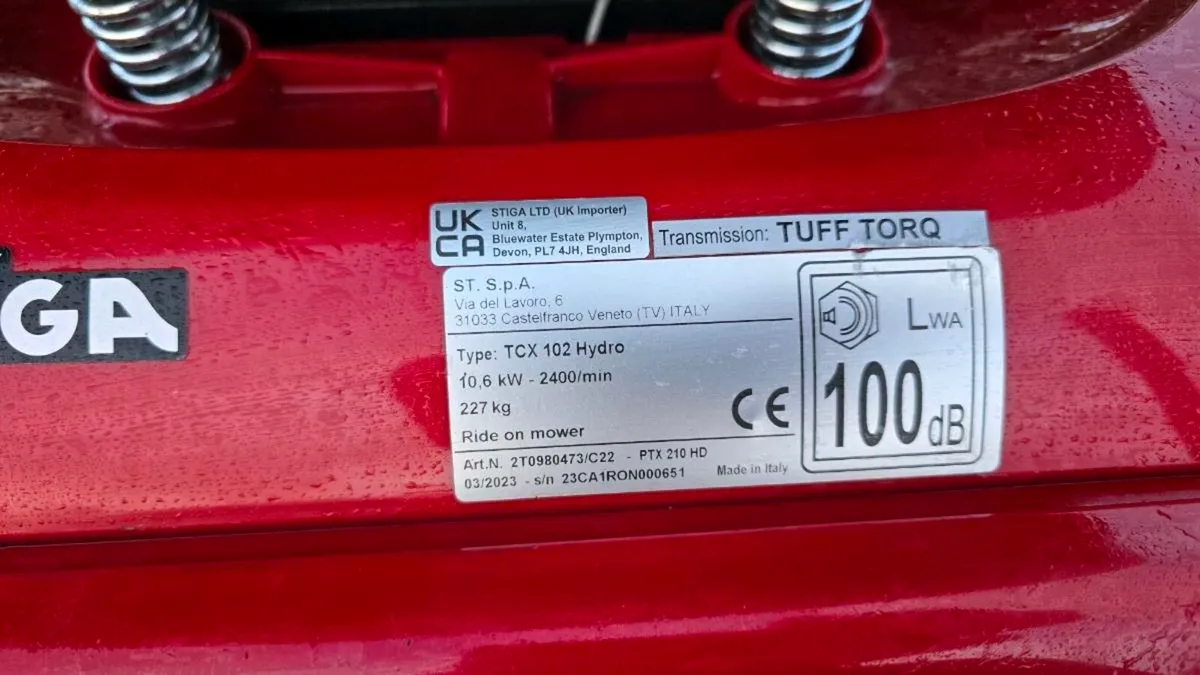 UK
CA
STIGA LTD (UK Importer)
Unit 8,
Bluewater Estate Plympton,
Devon, PL7 4JH, England
Transmission: TUFF TORQ
GA
ST. S.p.A.
Via del Lavoro, 6
31033 Castelfranco Veneto (TV) ITALY
Type: TCX 102 Hydro
10,6 kW - 2400/min
227 kg
CE
Ride on mower
Art.N. 2T0980473/C22 - PTX 210 HD
03/2023 - s/n 23CA1RON000651
Made in Italy
LWA
100 dB